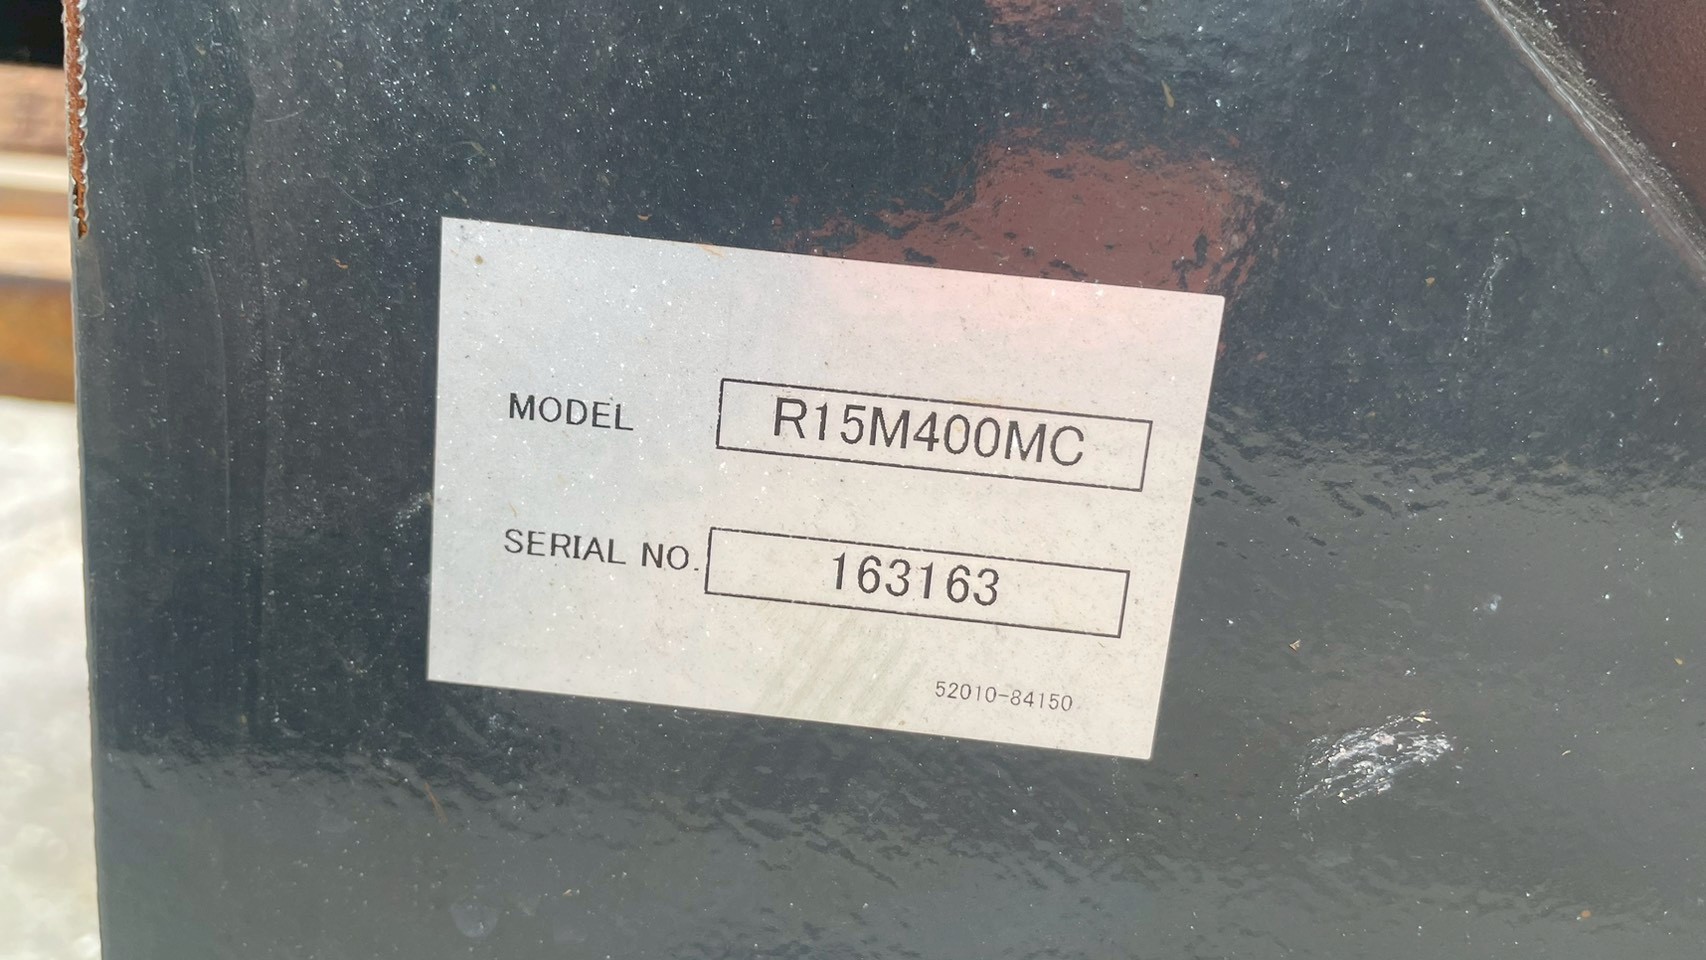 MODEL R15M400MC
SERIAL NO. 163163
52010-84150